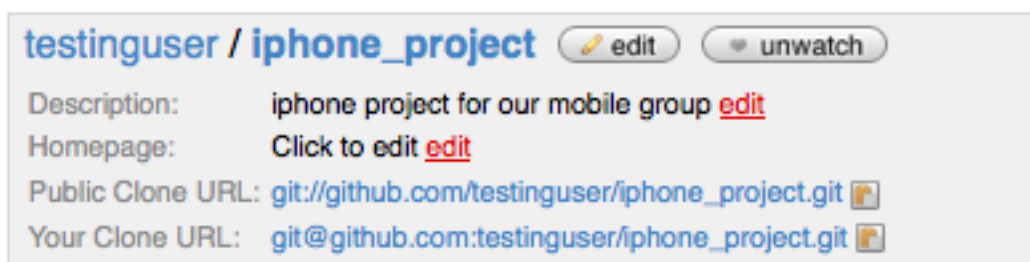 testinguser / iphone_project edit unwatch
Description: iphone project for our mobile group edit
Homepage: Click to edit edit
Public Clone URL: git://github.com/testinguser/iphone_project.git
Your Clone URL: git@github.com:testinguser/iphone_project.git